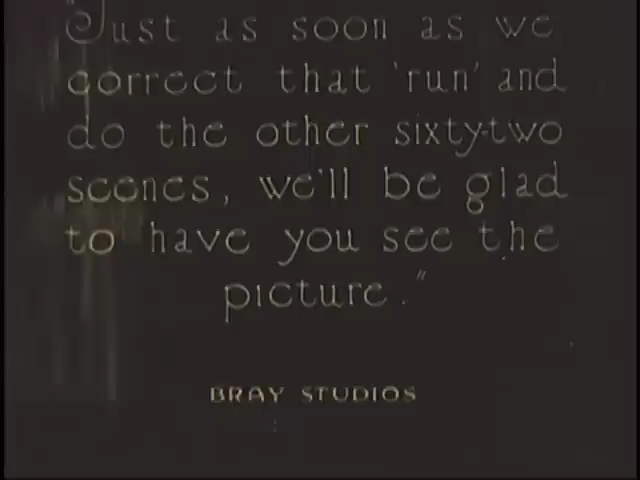 "Just as soon as we
correct that 'run' and
do the other sixty-two
scenes, we'll be glad
to have you see the
picture."
BRAY STUDIOS